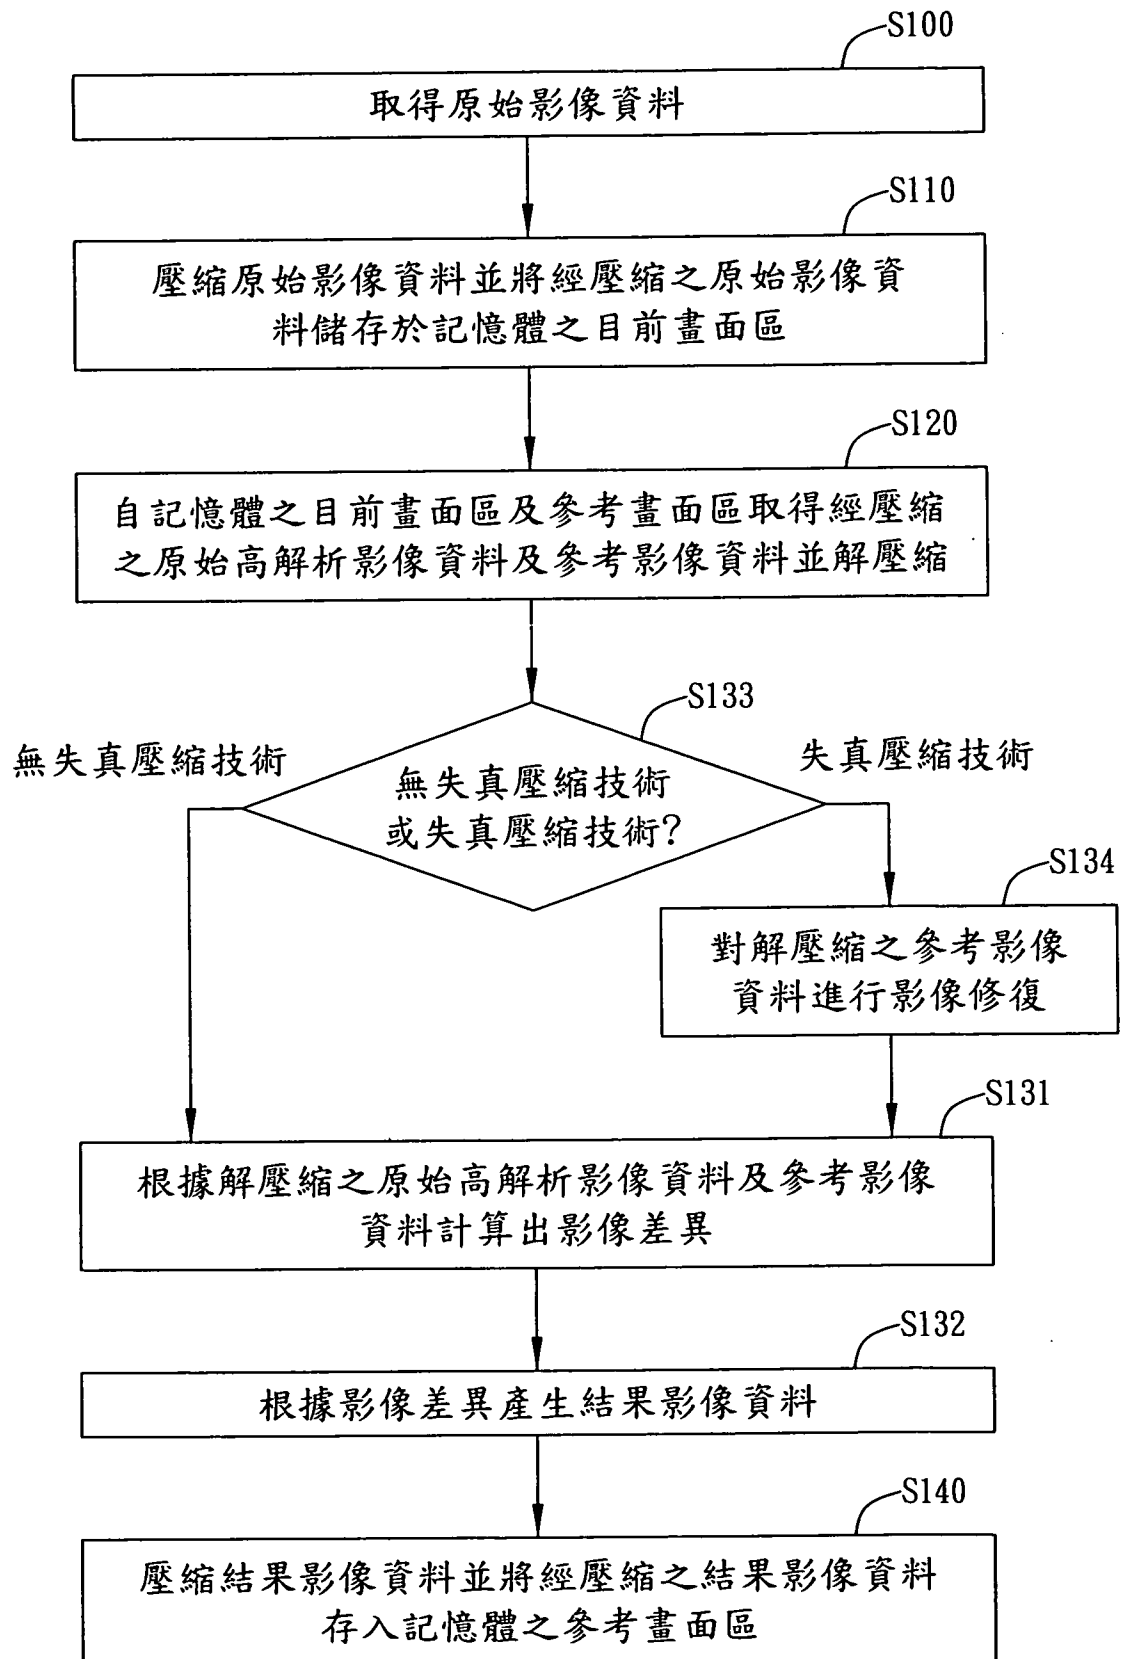 S100
取得原始影像資料
S110
壓縮原始影像資料並將經壓縮之原始影像資
料儲存於記憶體之目前畫面區
S120
自記憶體之目前畫面區及參考畫面區取得經壓縮
之原始高解析影像資料及參考影像資料並解壓縮
S133
無失真壓縮技術
失真壓縮技術
無失真壓縮技術
或失真壓縮技術?
S134
對解壓縮之參考影像
資料進行影像修復
S131
根據解壓縮之原始高解析影像資料及參考影像
資料計算出影像差異
S132
根據影像差異產生結果影像資料
S140
壓縮結果影像資料並將經壓縮之結果影像資料
存入記憶體之參考畫面區